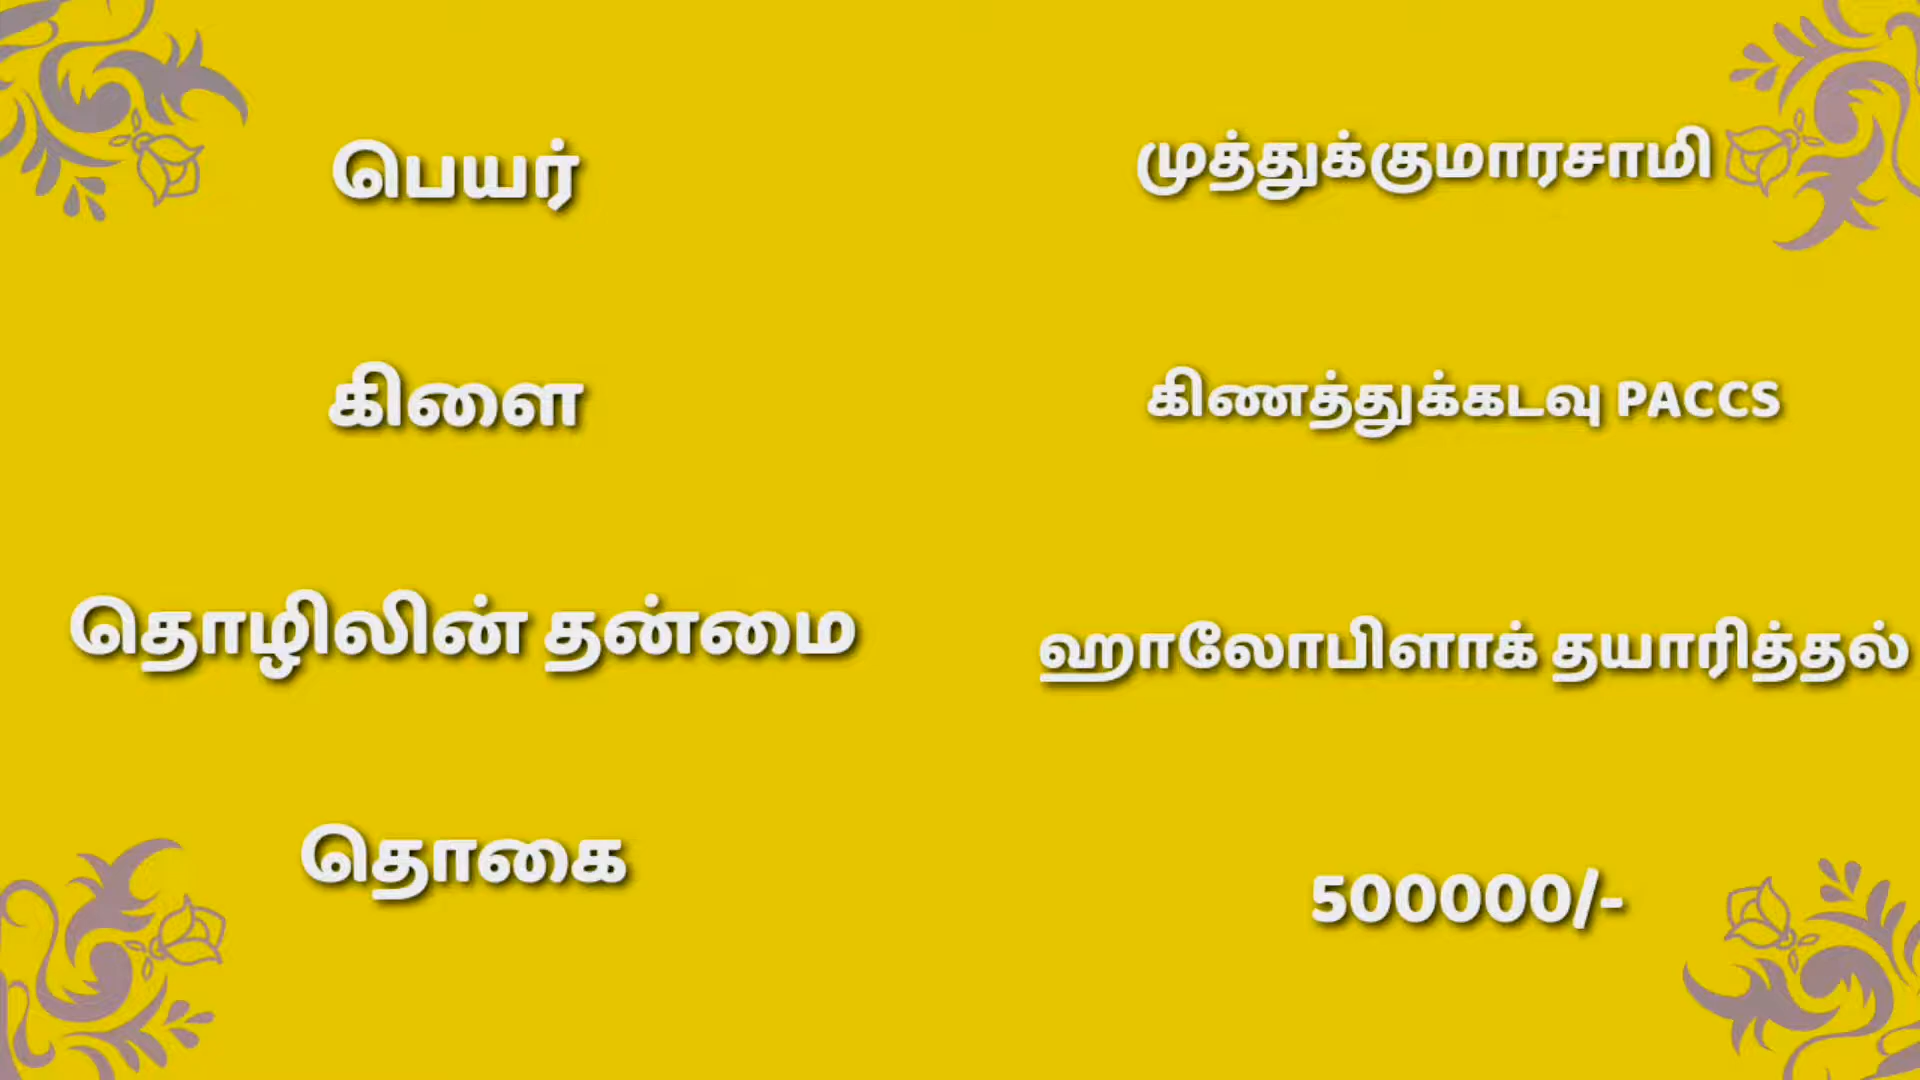 பெயர்
முத்துக்குமாரசாமி
கிளை
கிணத்துக்கடவு PACCS
தொழிலின் தன்மை
ஹாலோபிளாக் தயாரித்தல்
தொகை
500000/-